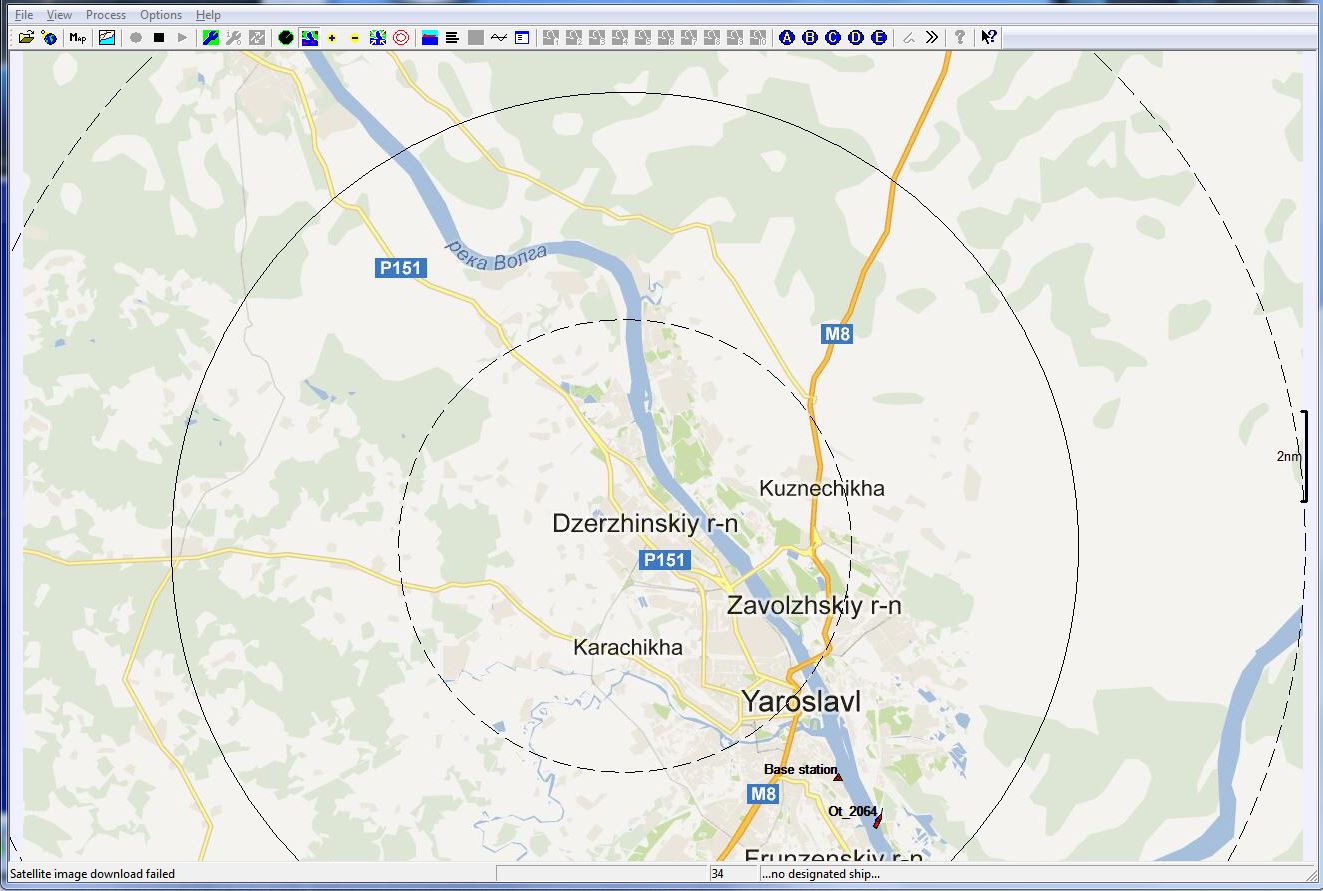 File View Process Options Help
Map
A B C D E
река Волга
P151
M8
2nm
Kuznechikha
Dzerzhinskiy r-n
P151
Zavolzhskiy r-n
Karachikha
Yaroslavl
Base station
M8
Ot_2064
Frunzenskiy r-n
Satellite image download failed
34
...no designated ship...